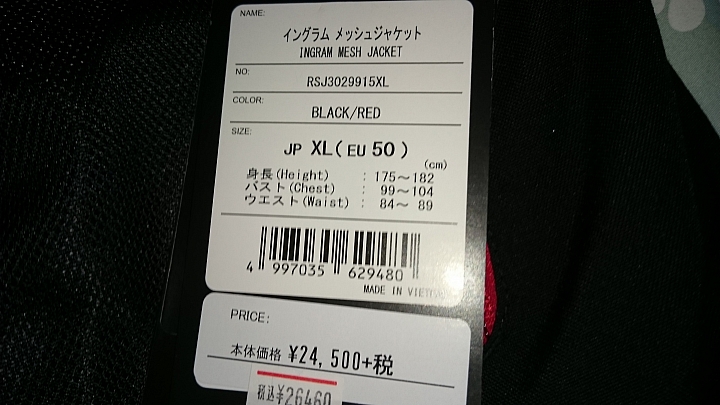 NAME:
イングラム メッシュジャケット
INGRAM MESH JACKET
NO:
RSJ3029915XL
COLOR:
BLACK/RED
SIZE:
JP XL(EU 50)
(cm)
身長(Height) : 175～182
バスト(Chest) : 99～104
ウエスト(Waist) : 84～ 89
4 997035 629480
MADE IN VIETNAM
PRICE:
本体価格 ¥24,500+税
税込¥26460